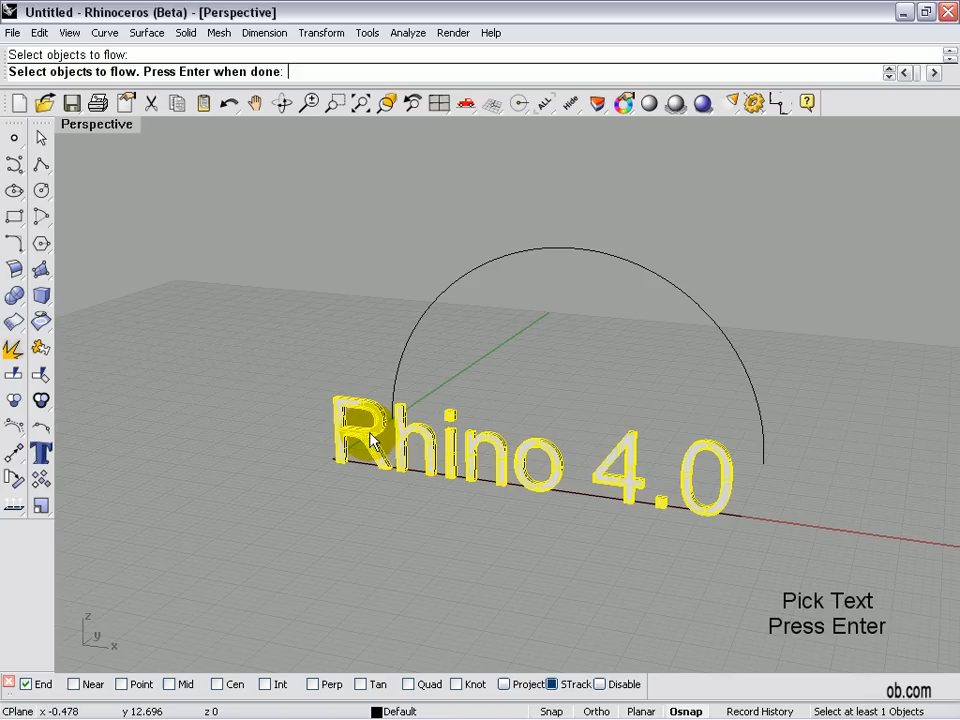 Untitled - Rhinoceros (Beta) - [Perspective]
File Edit View Curve Surface Solid Mesh Dimension Transform Tools Analyze Render Help
Select objects to flow:
Select objects to flow. Press Enter when done:
Perspective
Rhino 4.0
Pick Text
Press Enter
z
y
x
End Near Point Mid Cen Int Perp Tan Quad Knot Project STrack Disable
ob.com
CPlane x -0.478 y 12.696 z 0 Default Snap Ortho Planar Osnap Record History Select at least 1 Objects